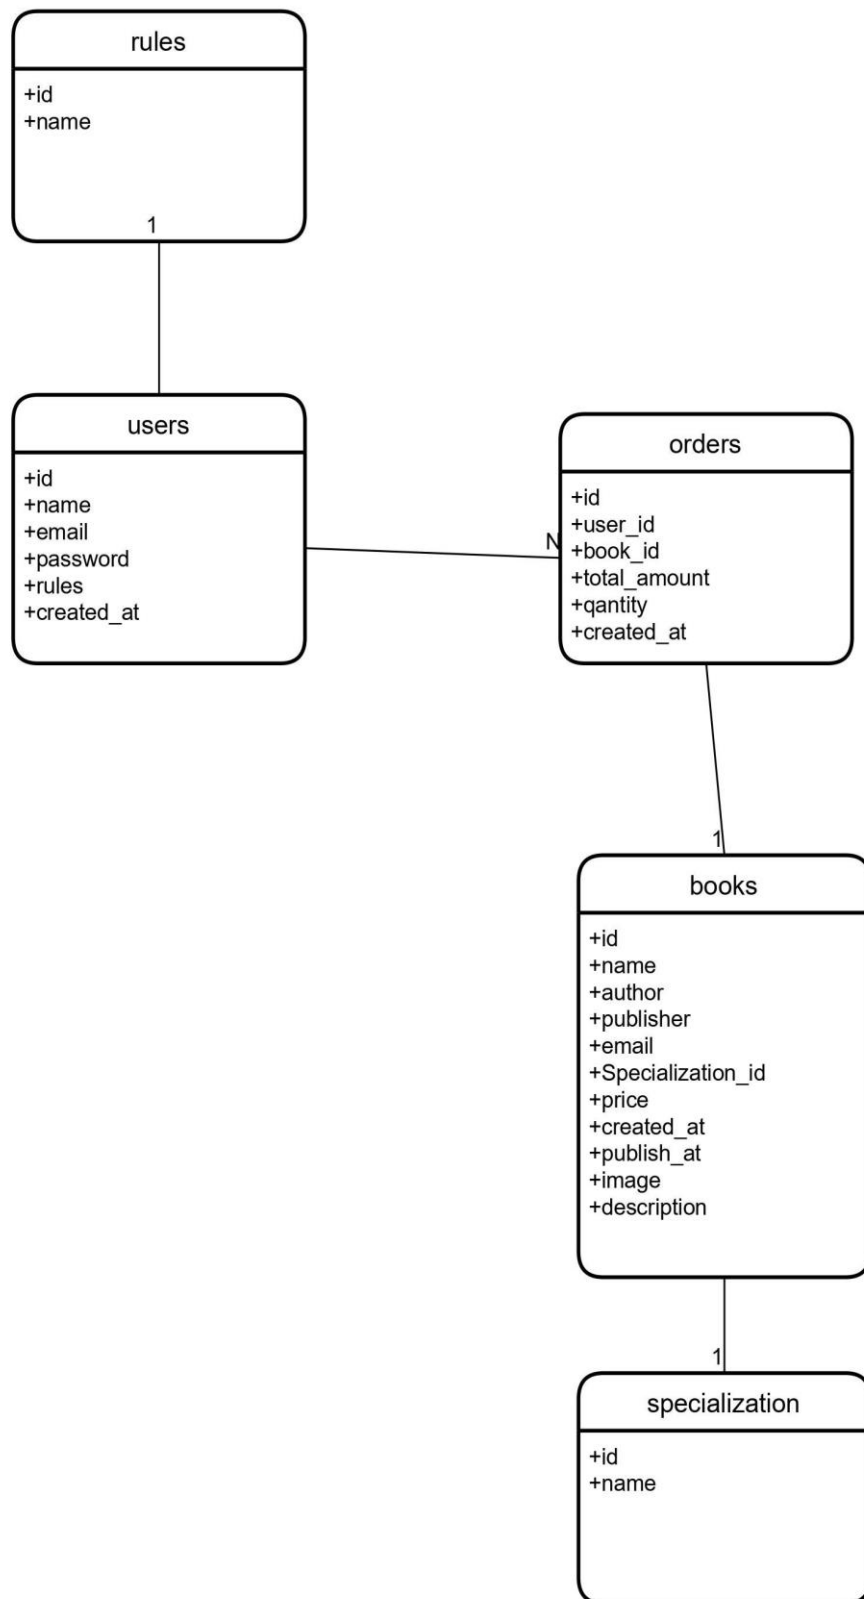 rules
+id
+name
1
users
+id
+name
+email
+password
+rules
+created_at
orders
+id
+user_id
N
+book_id
+total_amount
+qantity
+created_at
1
books
+id
+name
+author
+publisher
+email
+Specialization_id
+price
+created_at
+publish_at
+image
+description
1
specialization
+id
+name